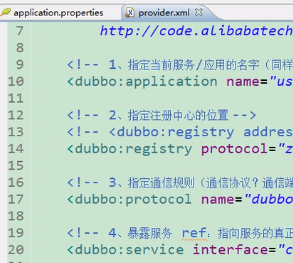 application.properties
provider.xml
7 http://code.alibabatech
8
9 <!-- 1、指定当前服务/应用的名字（同样
10 <dubbo:application name="us
11
12 <!-- 2、指定注册中心的位置 -->
13 <!-- <dubbo:registry addres
14 <dubbo:registry protocol="z
15
16 <!-- 3、指定通信规则（通信协议？通信端
17 <dubbo:protocol name="dubbo
18
19 <!-- 4、暴露服务 ref：指向服务的真正
20 <dubbo:service interface="c